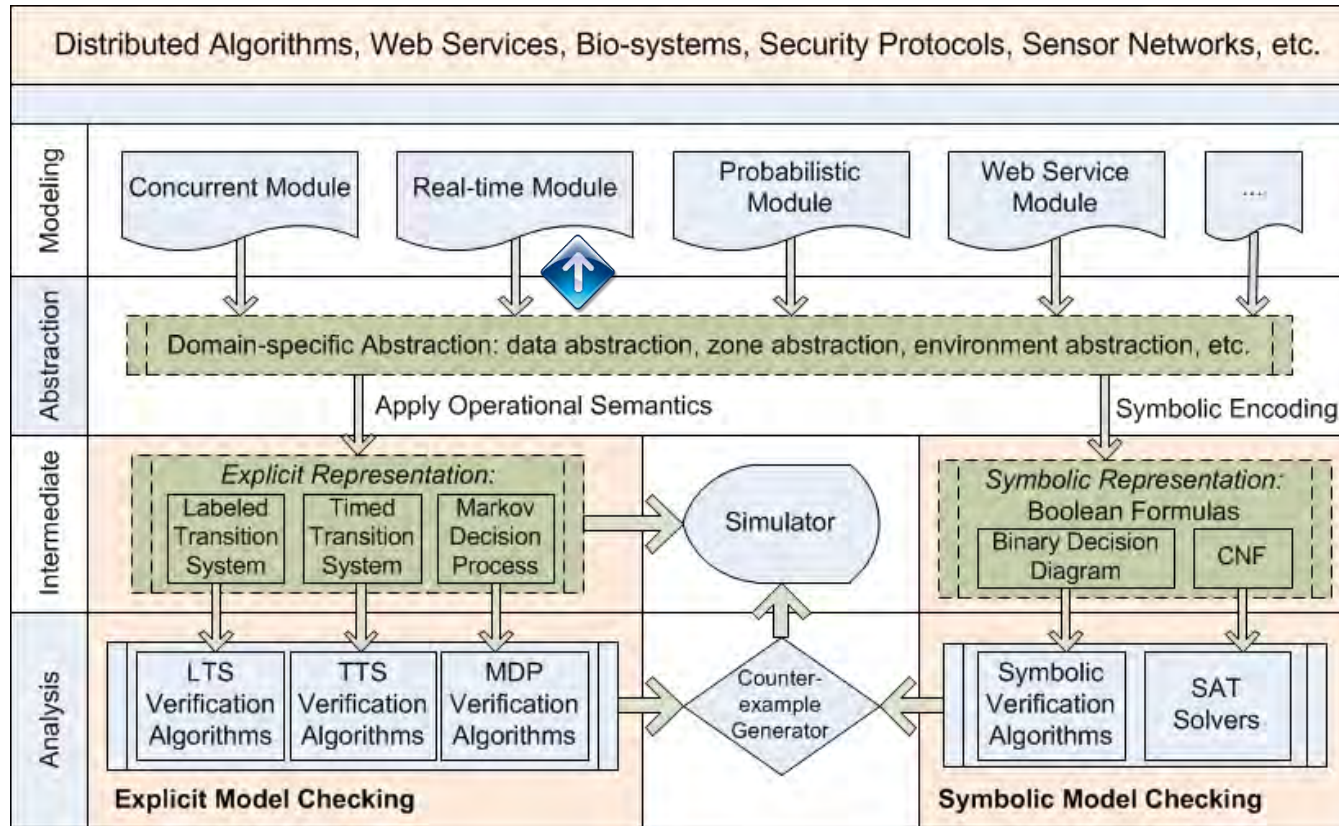 Distributed Algorithms, Web Services, Bio-systems, Security Protocols, Sensor Networks, etc.
Modeling
Concurrent Module
Real-time Module
Probabilistic
Module
Web Service
Module
....
Abstraction
Domain-specific Abstraction: data abstraction, zone abstraction, environment abstraction, etc.
Apply Operational Semantics
Symbolic Encoding
Intermediate
Explicit Representation:
Labeled
Transition
System
Timed
Transition
System
Markov
Decision
Process
Simulator
Symbolic Representation:
Boolean Formulas
Binary Decision
Diagram
CNF
Analysis
LTS
Verification
Algorithms
TTS
Verification
Algorithms
MDP
Verification
Algorithms
Counter-
example
Generator
Symbolic
Verification
Algorithms
SAT
Solvers
Explicit Model Checking
Symbolic Model Checking